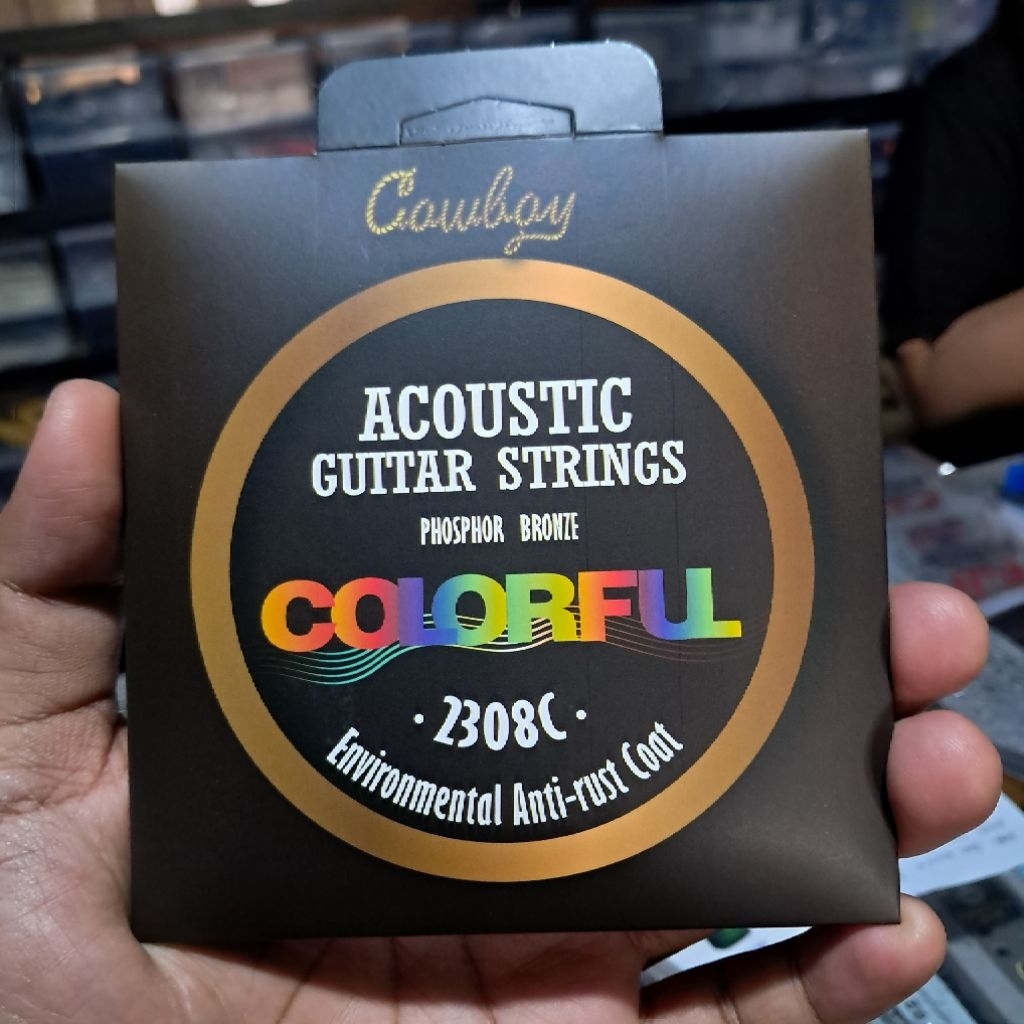 Cowboy
ACOUSTIC
GUITAR STRINGS
PHOSPHOR BRONZE
COLORFUL
· 2308C ·
Environmental Anti-rust Coat